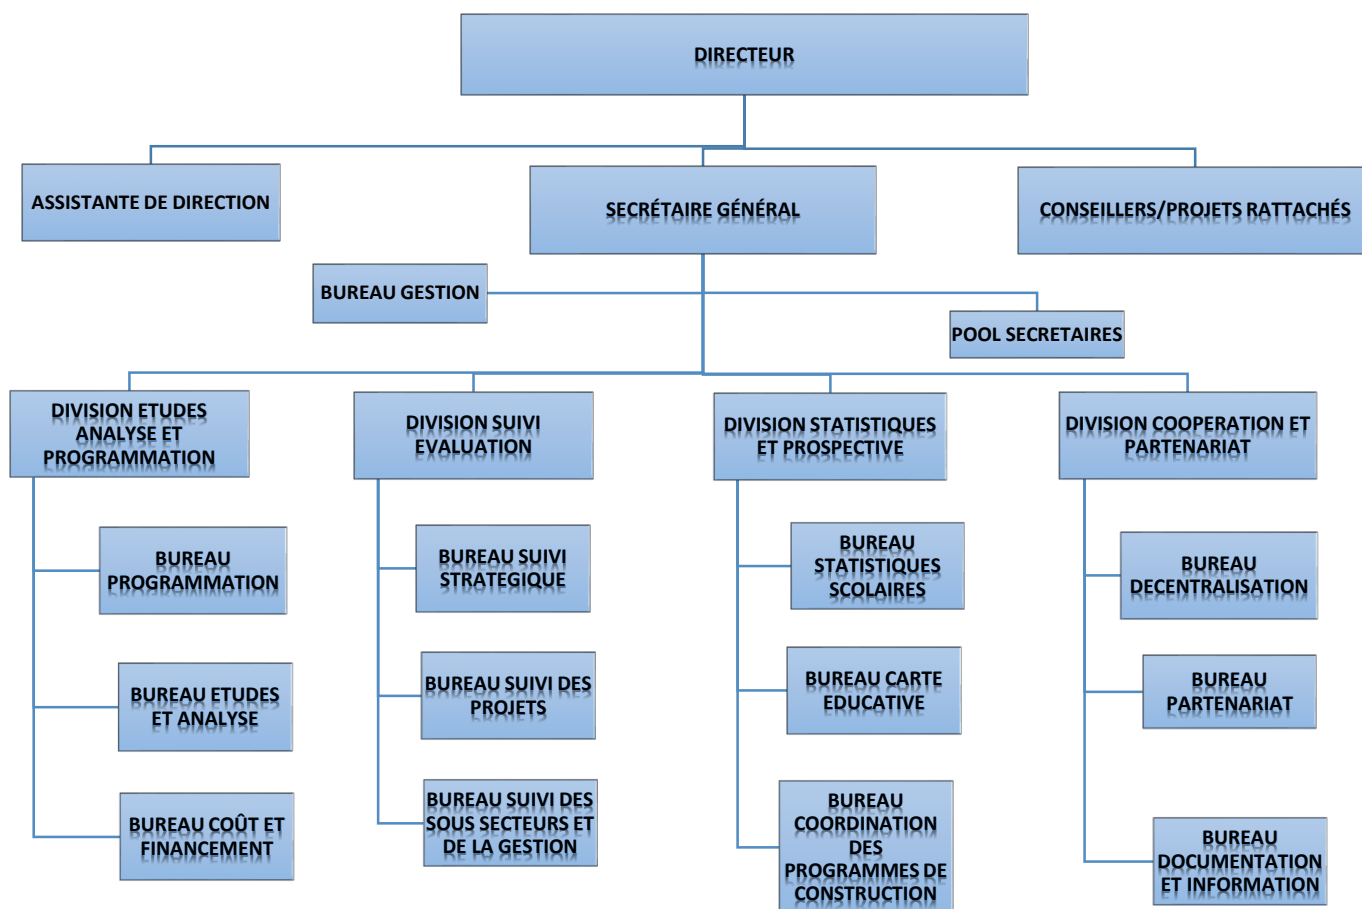 DIRECTEUR
ASSISTANTE DE DIRECTION
SECRÉTAIRE GÉNÉRAL
CONSEILLERS/PROJETS RATTACHÉS
BUREAU GESTION
POOL SECRETAIRES
DIVISION ETUDES
ANALYSE ET
PROGRAMMATION
BUREAU
PROGRAMMATION
BUREAU ETUDES
ET ANALYSE
BUREAU COÛT ET
FINANCEMENT
DIVISION SUIVI
EVALUATION
BUREAU SUIVI
STRATEGIQUE
BUREAU SUIVI DES
PROJETS
BUREAU SUIVI DES
SOUS SECTEURS ET
DE LA GESTION
DIVISION STATISTIQUES
ET PROSPECTIVE
BUREAU
STATISTIQUES
SCOLAIRES
BUREAU CARTE
EDUCATIVE
BUREAU
COORDINATION
DES
PROGRAMMES DE
CONSTRUCTION
DIVISION COOPERATION ET
PARTENARIAT
BUREAU
DECENTRALISATION
BUREAU
PARTENARIAT
BUREAU
DOCUMENTATION
ET INFORMATION